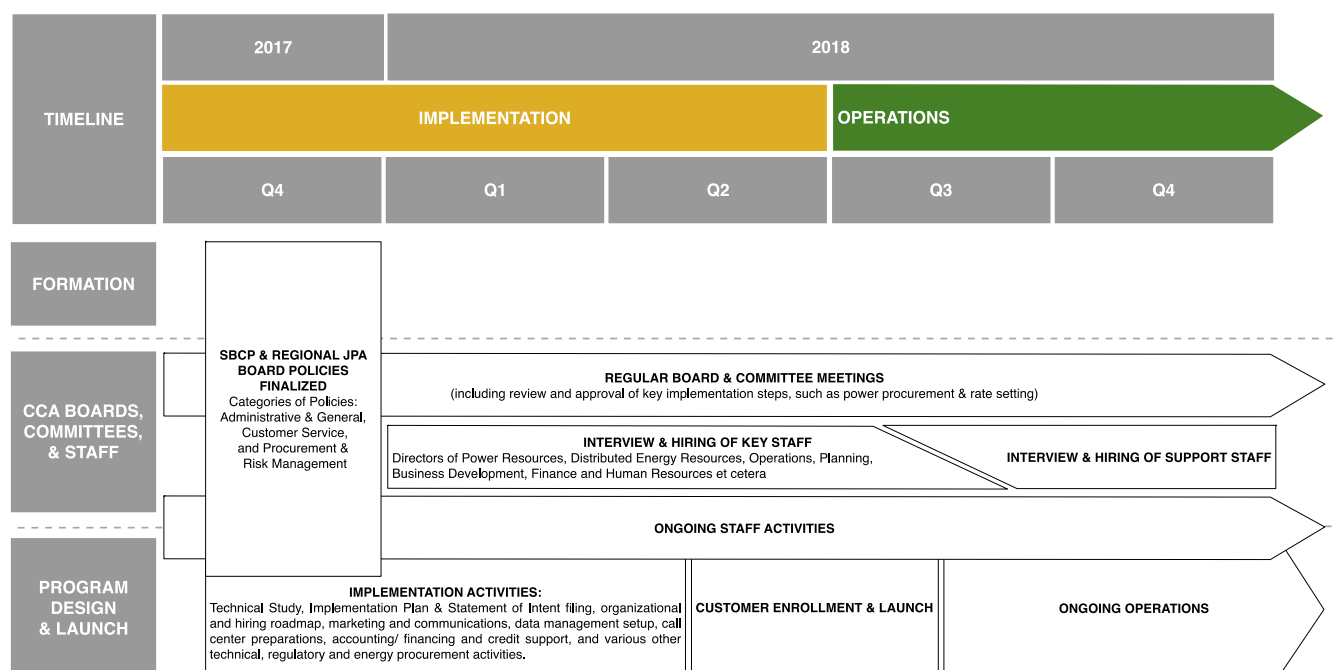 2017
2018
TIMELINE
IMPLEMENTATION
OPERATIONS
Q4
Q1
Q2
Q3
Q4
FORMATION
SBCP & REGIONAL JPA
BOARD POLICIES
FINALIZED
Categories of Policies:
Administrative & General,
Customer Service,
and Procurement &
Risk Management
CCA BOARDS,
COMMITTEES,
& STAFF
REGULAR BOARD & COMMITTEE MEETINGS
(including review and approval of key implementation steps, such as power procurement & rate setting)
INTERVIEW & HIRING OF KEY STAFF
Directors of Power Resources, Distributed Energy Resources, Operations, Planning,
Business Development, Finance and Human Resources et cetera
INTERVIEW & HIRING OF SUPPORT STAFF
ONGOING STAFF ACTIVITIES
PROGRAM
DESIGN
& LAUNCH
IMPLEMENTATION ACTIVITIES:
Technical Study, Implementation Plan & Statement of Intent filing, organizational
and hiring roadmap, marketing and communications, data management setup, call
center preparations, accounting/ financing and credit support, and various other
technical, regulatory and energy procurement activities.
CUSTOMER ENROLLMENT & LAUNCH
ONGOING OPERATIONS